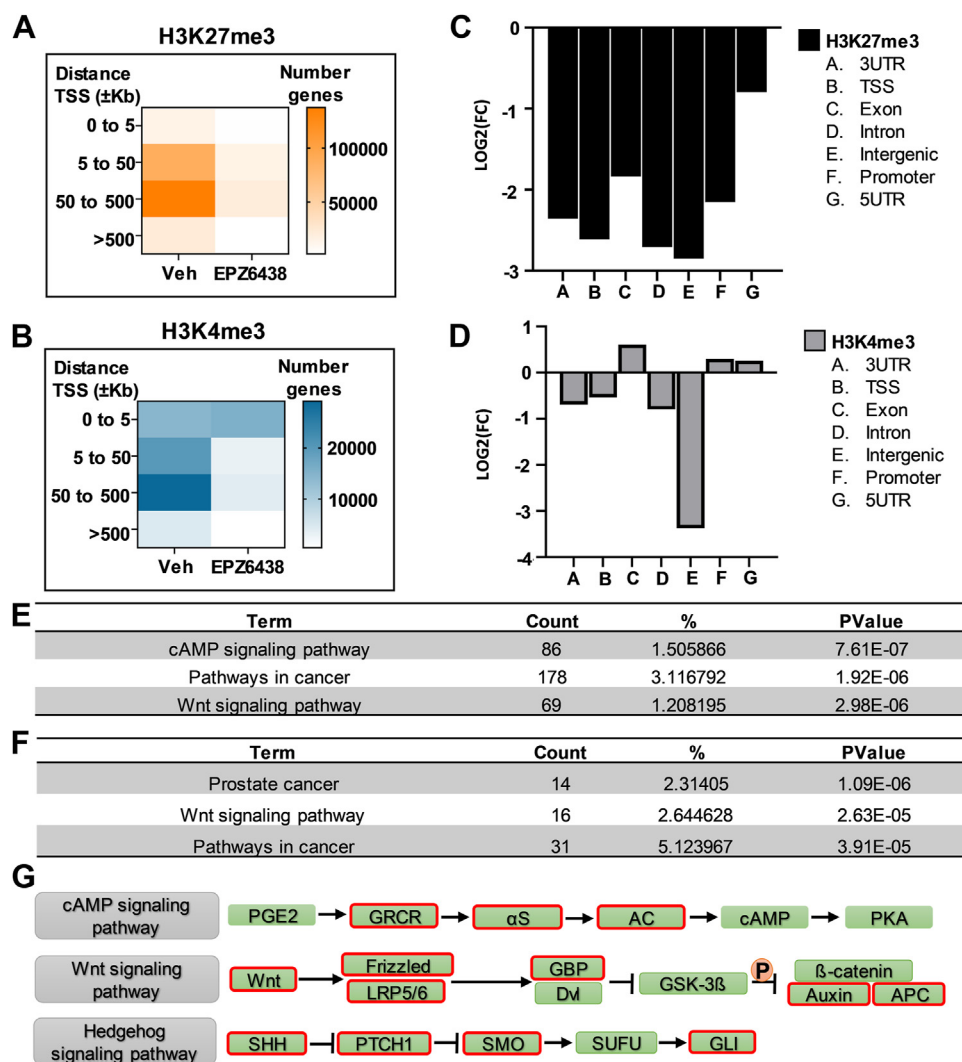 A
H3K27me3
Distance
TSS (±Kb)
Number
genes
0 to 5
5 to 50
50 to 500
>500
100000
50000
Veh
EPZ6438
B
H3K4me3
Distance
TSS (±Kb)
Number
genes
0 to 5
5 to 50
50 to 500
>500
20000
10000
Veh
EPZ6438
C
LOG2(FC)
0
-1
-2
-3
A B C D E F G
H3K27me3
A. 3UTR
B. TSS
C. Exon
D. Intron
E. Intergenic
F. Promoter
G. 5UTR
D
LOG2(FC)
1
0
-1
-2
-3
-4
A B C D E F G
H3K4me3
A. 3UTR
B. TSS
C. Exon
D. Intron
E. Intergenic
F. Promoter
G. 5UTR
E
Term Count % PValue
cAMP signaling pathway 86 1.505866 7.61E-07
Pathways in cancer 178 3.116792 1.92E-06
Wnt signaling pathway 69 1.208195 2.98E-06
F
Term Count % PValue
Prostate cancer 14 2.31405 1.09E-06
Wnt signaling pathway 16 2.644628 2.63E-05
Pathways in cancer 31 5.123967 3.91E-05
G
cAMP signaling
pathway
PGE2 GRCR αS AC cAMP PKA
Wnt signaling
pathway
Wnt
Frizzled
LRP5/6
GBP
Dvl
GSK-3ß
P
ß-catenin
Auxin APC
Hedgehog
signaling pathway
SHH PTCH1 SMO SUFU GLI